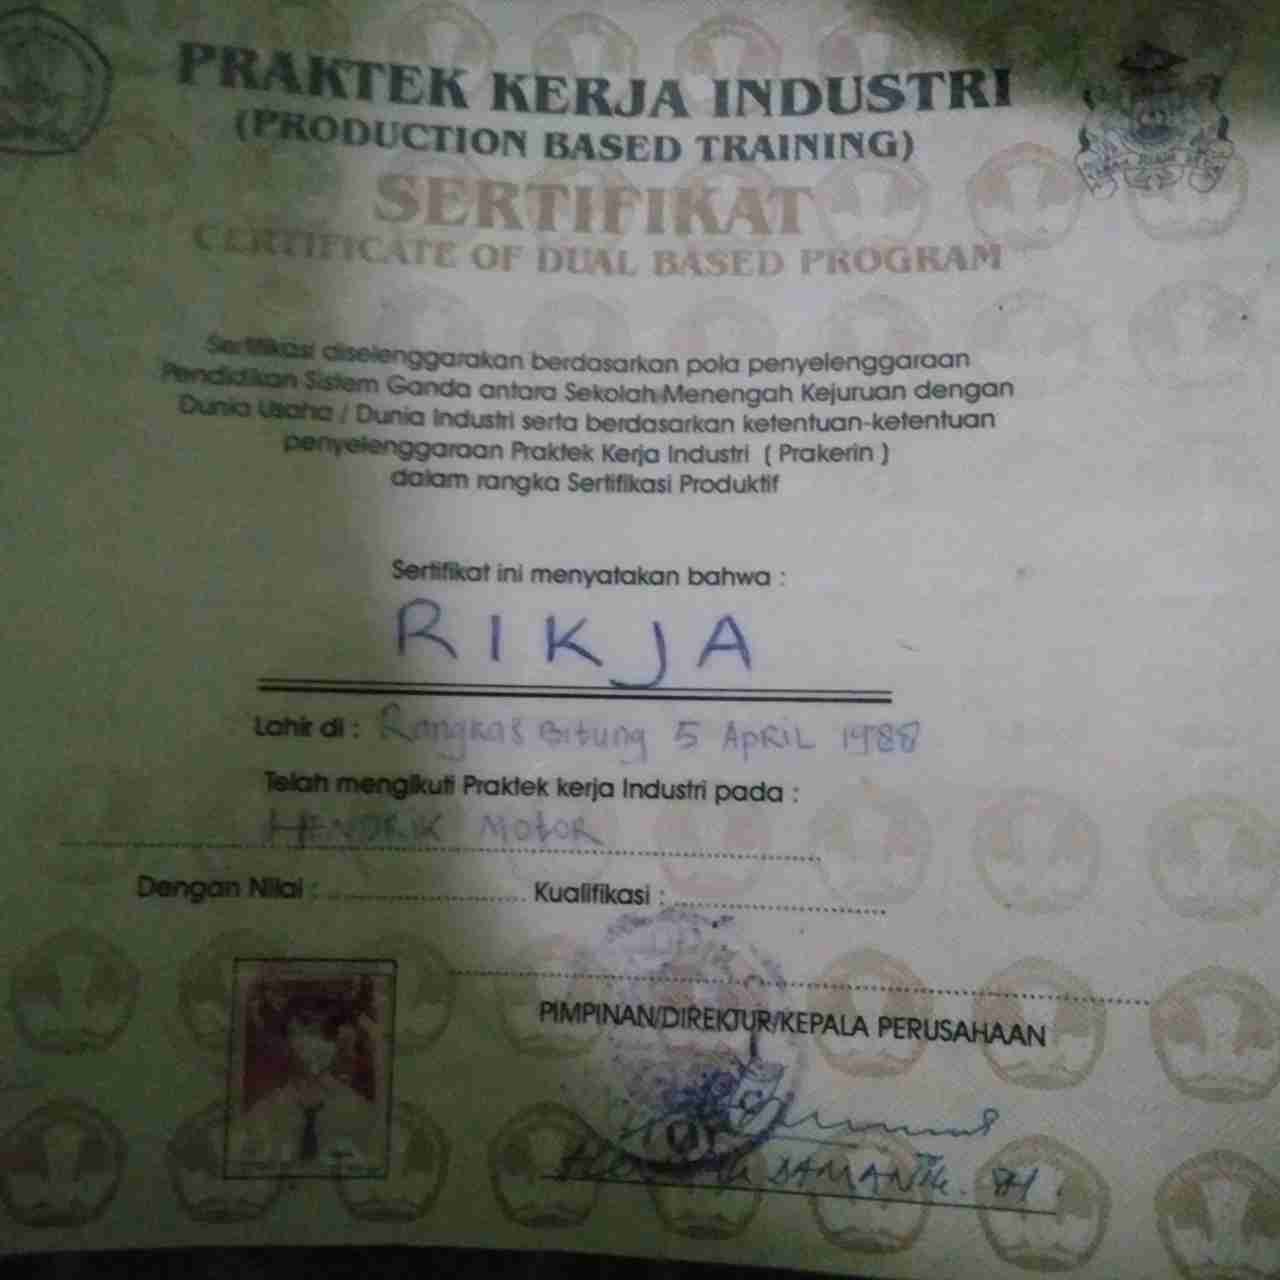 PRAKTEK KERJA INDUSTRI
(PRODUCTION BASED TRAINING)
SERTIFIKAT
CERTIFICATE OF DUAL BASED PROGRAM
Sertifikasi diselenggarakan berdasarkan pola penyelenggaraan
Pendidikan Sistem Ganda antara Sekolah Menengah Kejuruan dengan
Dunia Usaha / Dunia Industri serta berdasarkan ketentuan-ketentuan
penyelenggaraan Praktek Kerja Industri ( Prakerin )
dalam rangka Sertifikasi Produktif
Sertifikat ini menyatakan bahwa :
RIKJA
Lahir di : Rangkas Bitung 5 APRIL 1988
Telah mengikuti Praktek kerja Industri pada :
HENDRIK MOTOR
Dengan Nilai : Kualifikasi :
PIMPINAN/DIREKTUR/KEPALA PERUSAHAAN
DAMANIK. SH